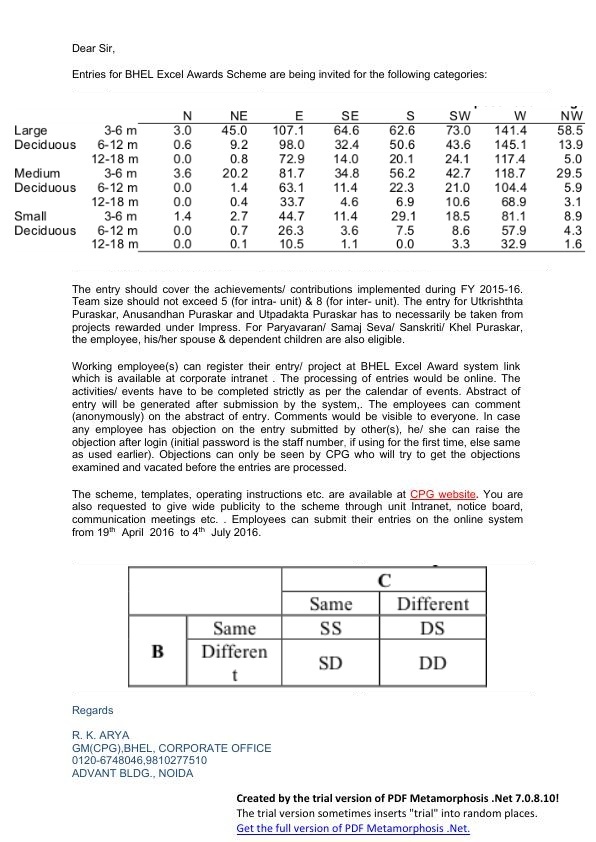 Dear Sir,
Entries for BHEL Excel Awards Scheme are being invited for the following categories:
N NE E SE S SW W NW
Large 3-6 m 3.0 45.0 107.1 64.6 62.6 73.0 141.4 58.5
Deciduous 6-12 m 0.6 9.2 98.0 32.4 50.6 43.6 145.1 13.9
12-18 m 0.0 0.8 72.9 14.0 20.1 24.1 117.4 5.0
Medium 3-6 m 3.6 20.2 81.7 34.8 56.2 42.7 118.7 29.5
Deciduous 6-12 m 0.0 1.4 63.1 11.4 22.3 21.0 104.4 5.9
12-18 m 0.0 0.4 33.7 4.6 6.9 10.6 68.9 3.1
Small 3-6 m 1.4 2.7 44.7 11.4 29.1 18.5 81.1 8.9
Deciduous 6-12 m 0.0 0.7 26.3 3.6 7.5 8.6 57.9 4.3
12-18 m 0.0 0.1 10.5 1.1 0.0 3.3 32.9 1.6
The entry should cover the achievements/ contributions implemented during FY 2015-16.
Team size should not exceed 5 (for intra- unit) & 8 (for inter- unit). The entry for Utkrishthta
Puraskar, Anusandhan Puraskar and Utpadakta Puraskar has to necessarily be taken from
projects rewarded under Impress. For Paryavaran/ Samaj Seva/ Sanskriti/ Khel Puraskar,
the employee, his/her spouse & dependent children are also eligible.
Working employee(s) can register their entry/ project at BHEL Excel Award system link
which is available at corporate intranet . The processing of entries would be online. The
activities/ events have to be completed strictly as per the calendar of events. Abstract of
entry will be generated after submission by the system,. The employees can comment
(anonymously) on the abstract of entry. Comments would be visible to everyone. In case
any employee has objection on the entry submitted by other(s), he/ she can raise the
objection after login (initial password is the staff number, if using for the first time, else same
as used earlier). Objections can only be seen by CPG who will try to get the objections
examined and vacated before the entries are processed.
The scheme, templates, operating instructions etc. are available at CPG website. You are
also requested to give wide publicity to the scheme through unit Intranet, notice board,
communication meetings etc. . Employees can submit their entries on the online system
from 19th April 2016 to 4th July 2016.
C
Same Different
B Same SS DS
Differen SD DD
t
Regards
R. K. ARYA
GM(CPG),BHEL, CORPORATE OFFICE
0120-6748046,9810277510
ADVANT BLDG., NOIDA
Created by the trial version of PDF Metamorphosis .Net 7.0.8.10!
The trial version sometimes inserts "trial" into random places.
Get the full version of PDF Metamorphosis .Net.